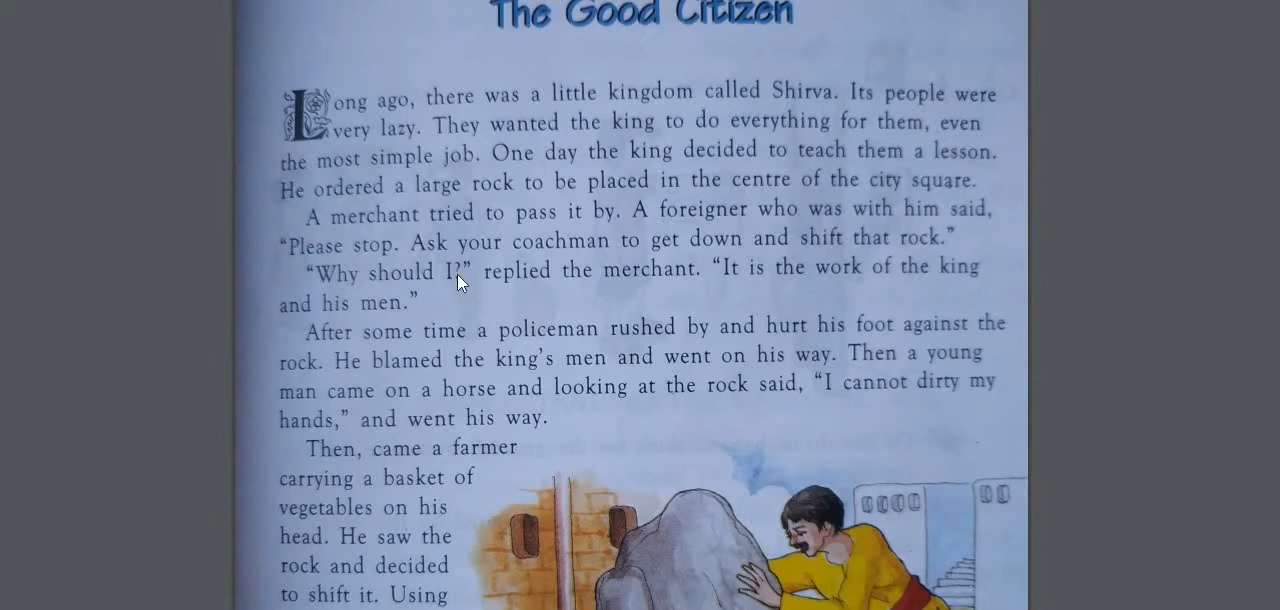 The Good Citizen
Long ago, there was a little kingdom called Shirva. Its people were
very lazy. They wanted the king to do everything for them, even
the most simple job. One day the king decided to teach them a lesson.
He ordered a large rock to be placed in the centre of the city square.
A merchant tried to pass it by. A foreigner who was with him said,
“Please stop. Ask your coachman to get down and shift that rock.”
“Why should I?” replied the merchant. “It is the work of the king
and his men.”
After some time a policeman rushed by and hurt his foot against the
rock. He blamed the king’s men and went on his way. Then a young
man came on a horse and looking at the rock said, “I cannot dirty my
hands,” and went his way.
Then, came a farmer
carrying a basket of
vegetables on his
head. He saw the
rock and decided
to shift it. Using